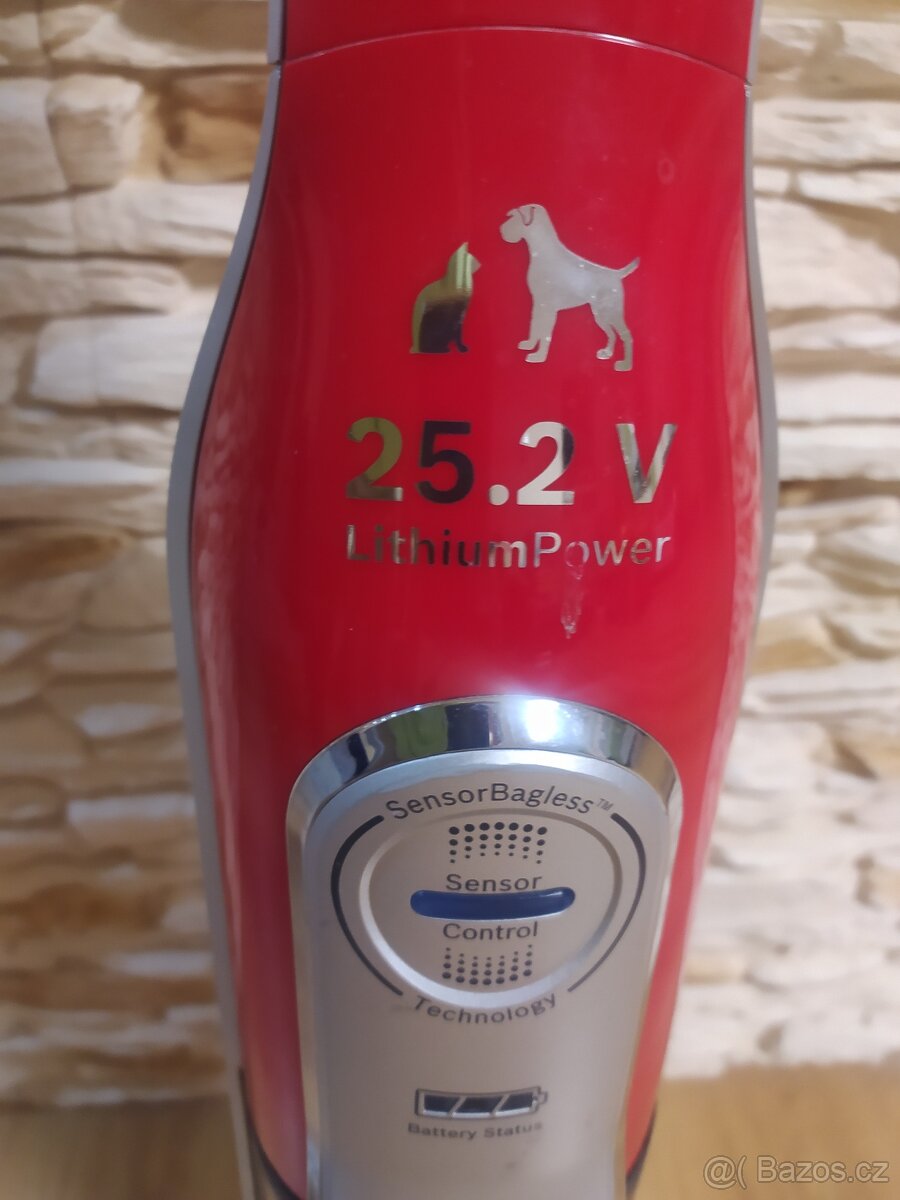 25.2 V
LithiumPower
SensorBagless™
Sensor
Control
Technology
Battery Status
@( Bazos.cz